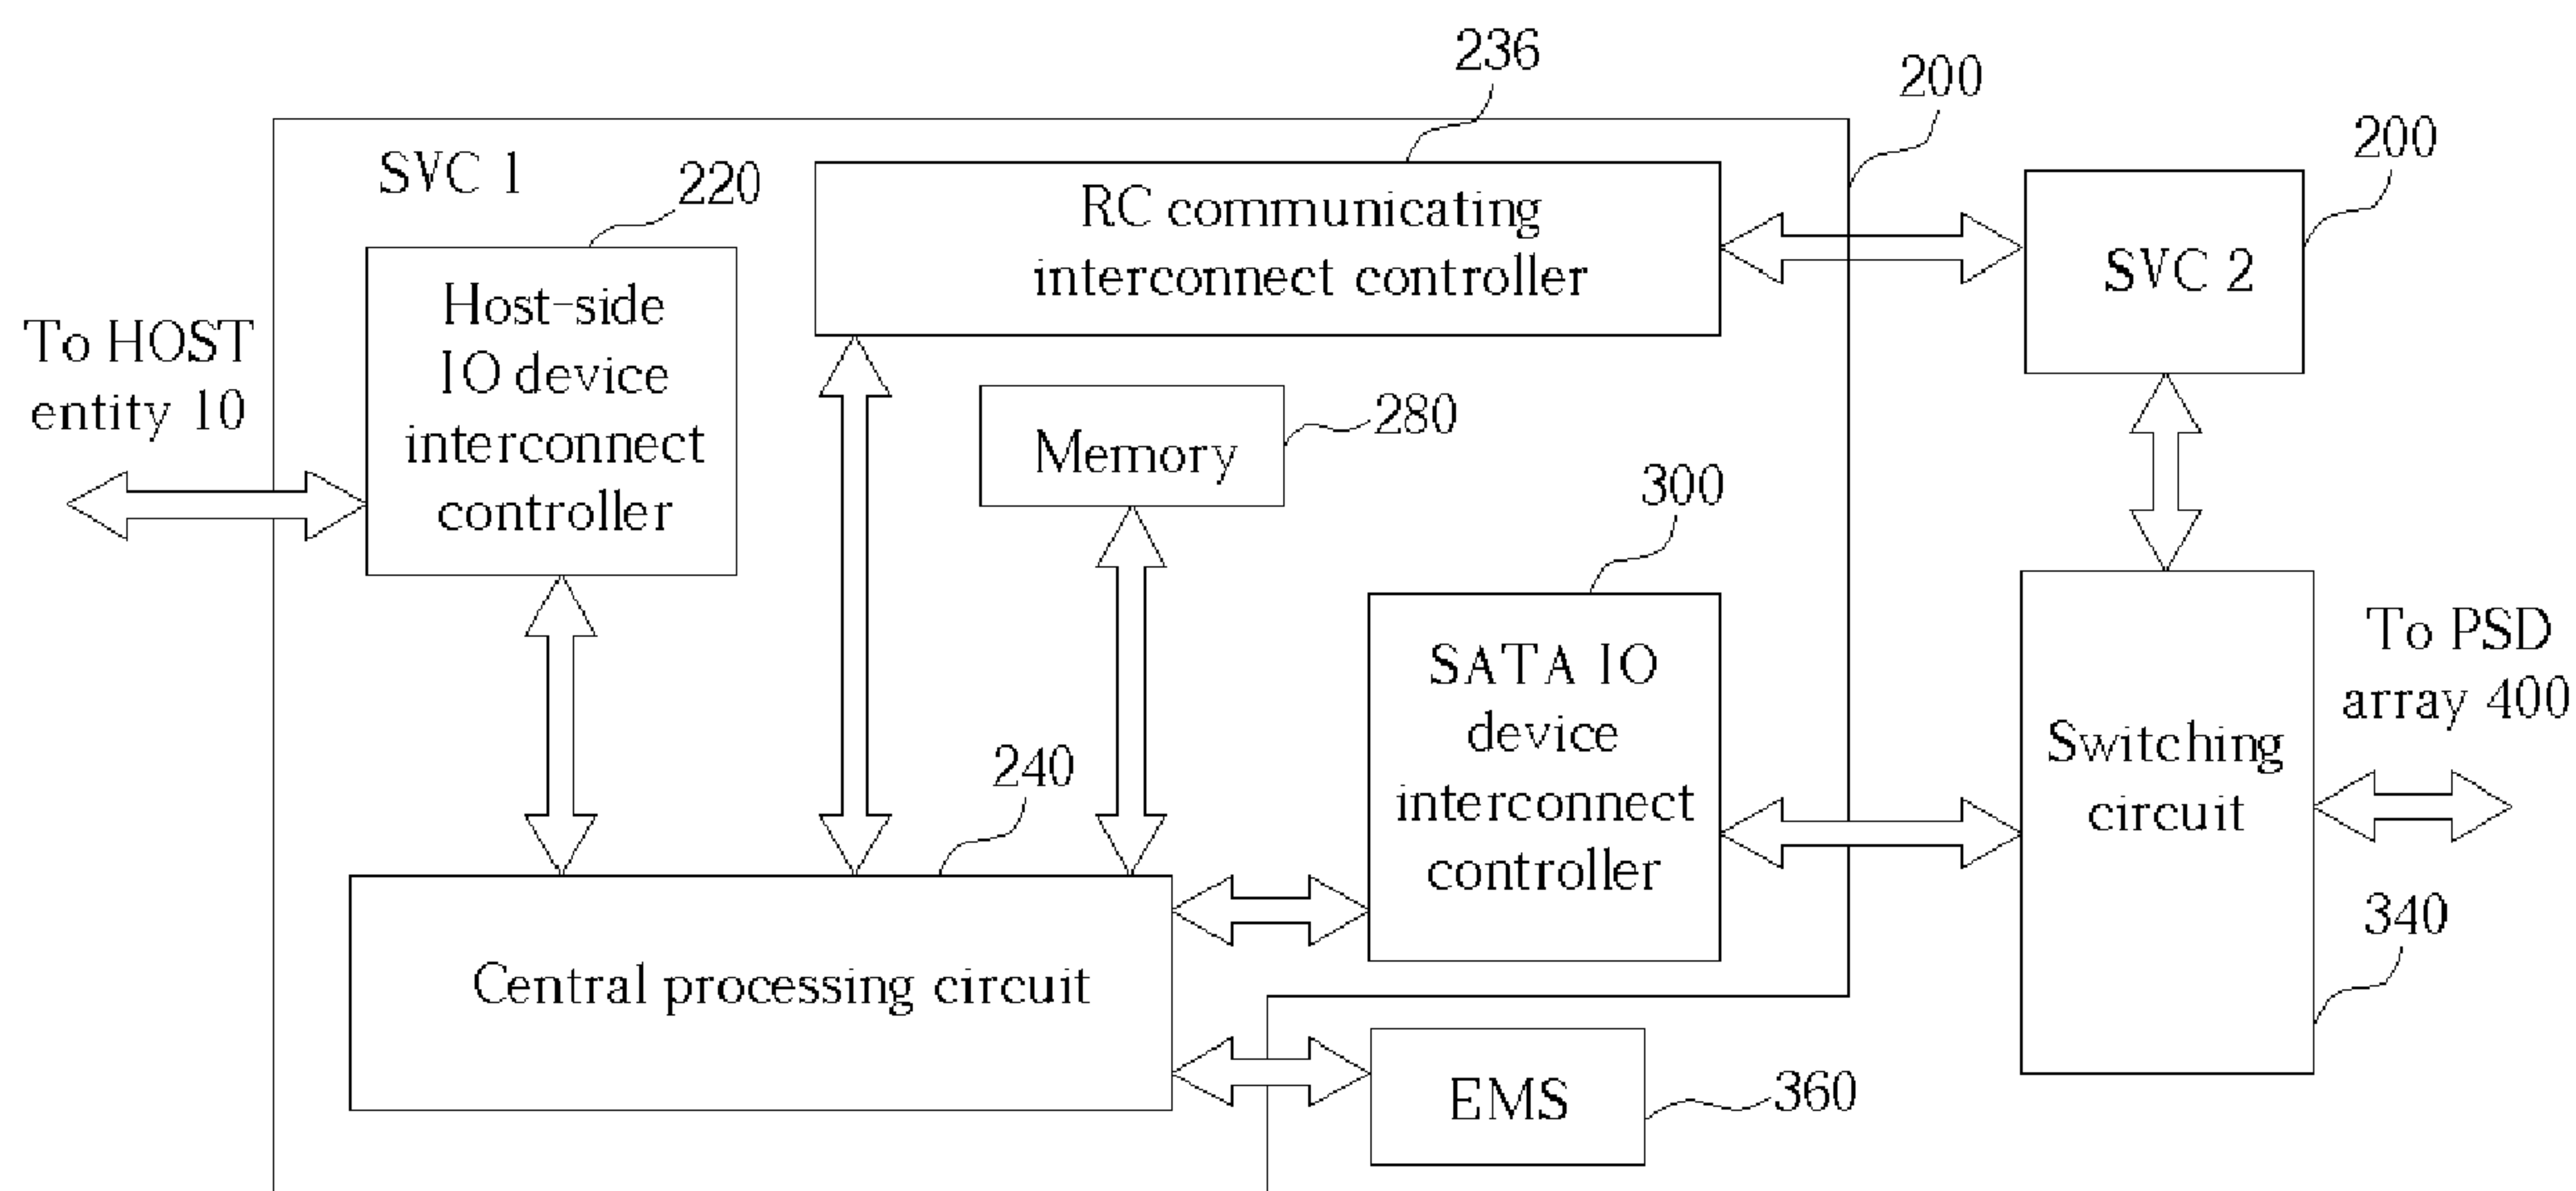 236
200
200
SVC 1
220
RC communicating
interconnect controller
SVC 2
Host-side
IO device
interconnect
controller
To HOST
entity 10
Memory
280
300
SATA IO
device
interconnect
controller
To PSD
array 400
Switching
circuit
240
340
Central processing circuit
EMS
360